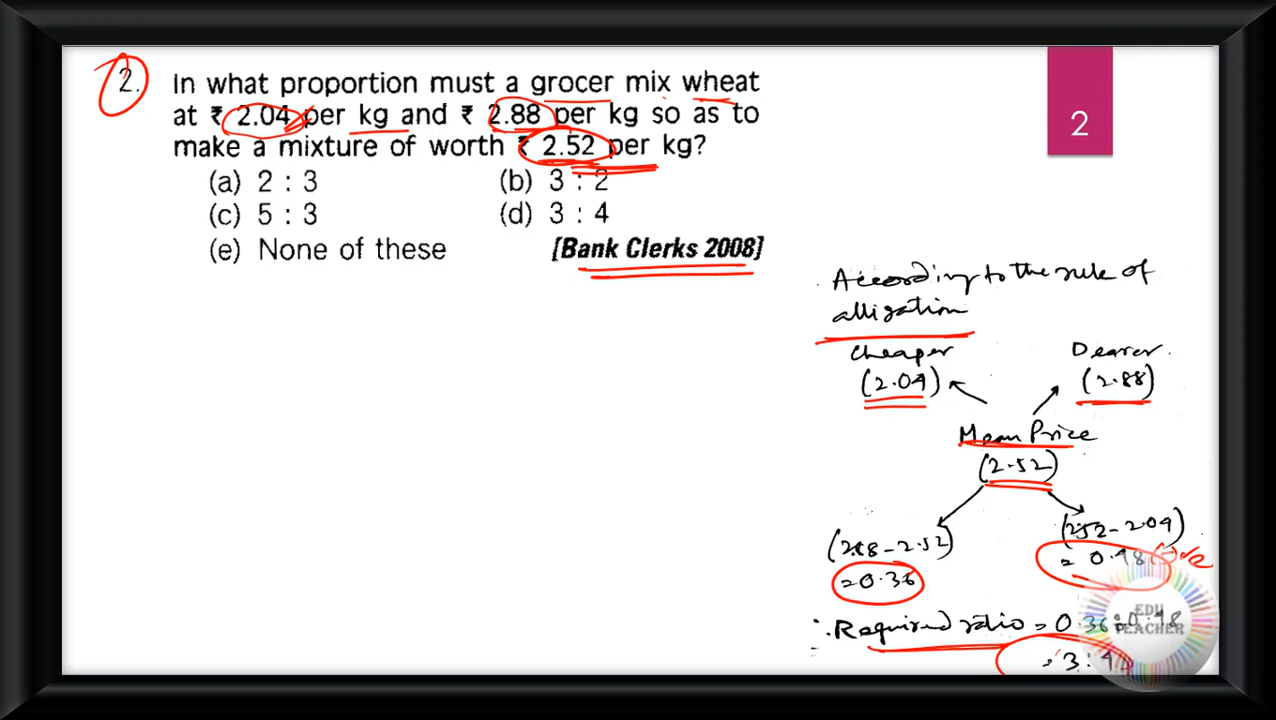 2.
In what proportion must a grocer mix wheat
at ₹ 2.04 per kg and ₹ 2.88 per kg so as to
make a mixture of worth ₹ 2.52 per kg?
(a) 2 : 3 (b) 3 : 2
(c) 5 : 3 (d) 3 : 4
(e) None of these [Bank Clerks 2008]
2
According to the rule of
alligation
Cheaper Dearer
(2.04) (2.88)
Mean Price
(2.52)
(2.88-2.52) (2.52-2.04)
=0.36 = 0.48 (-)ve
∴ Required ratio = 0.36:0.48
= 3:4
EDU
TEACHER